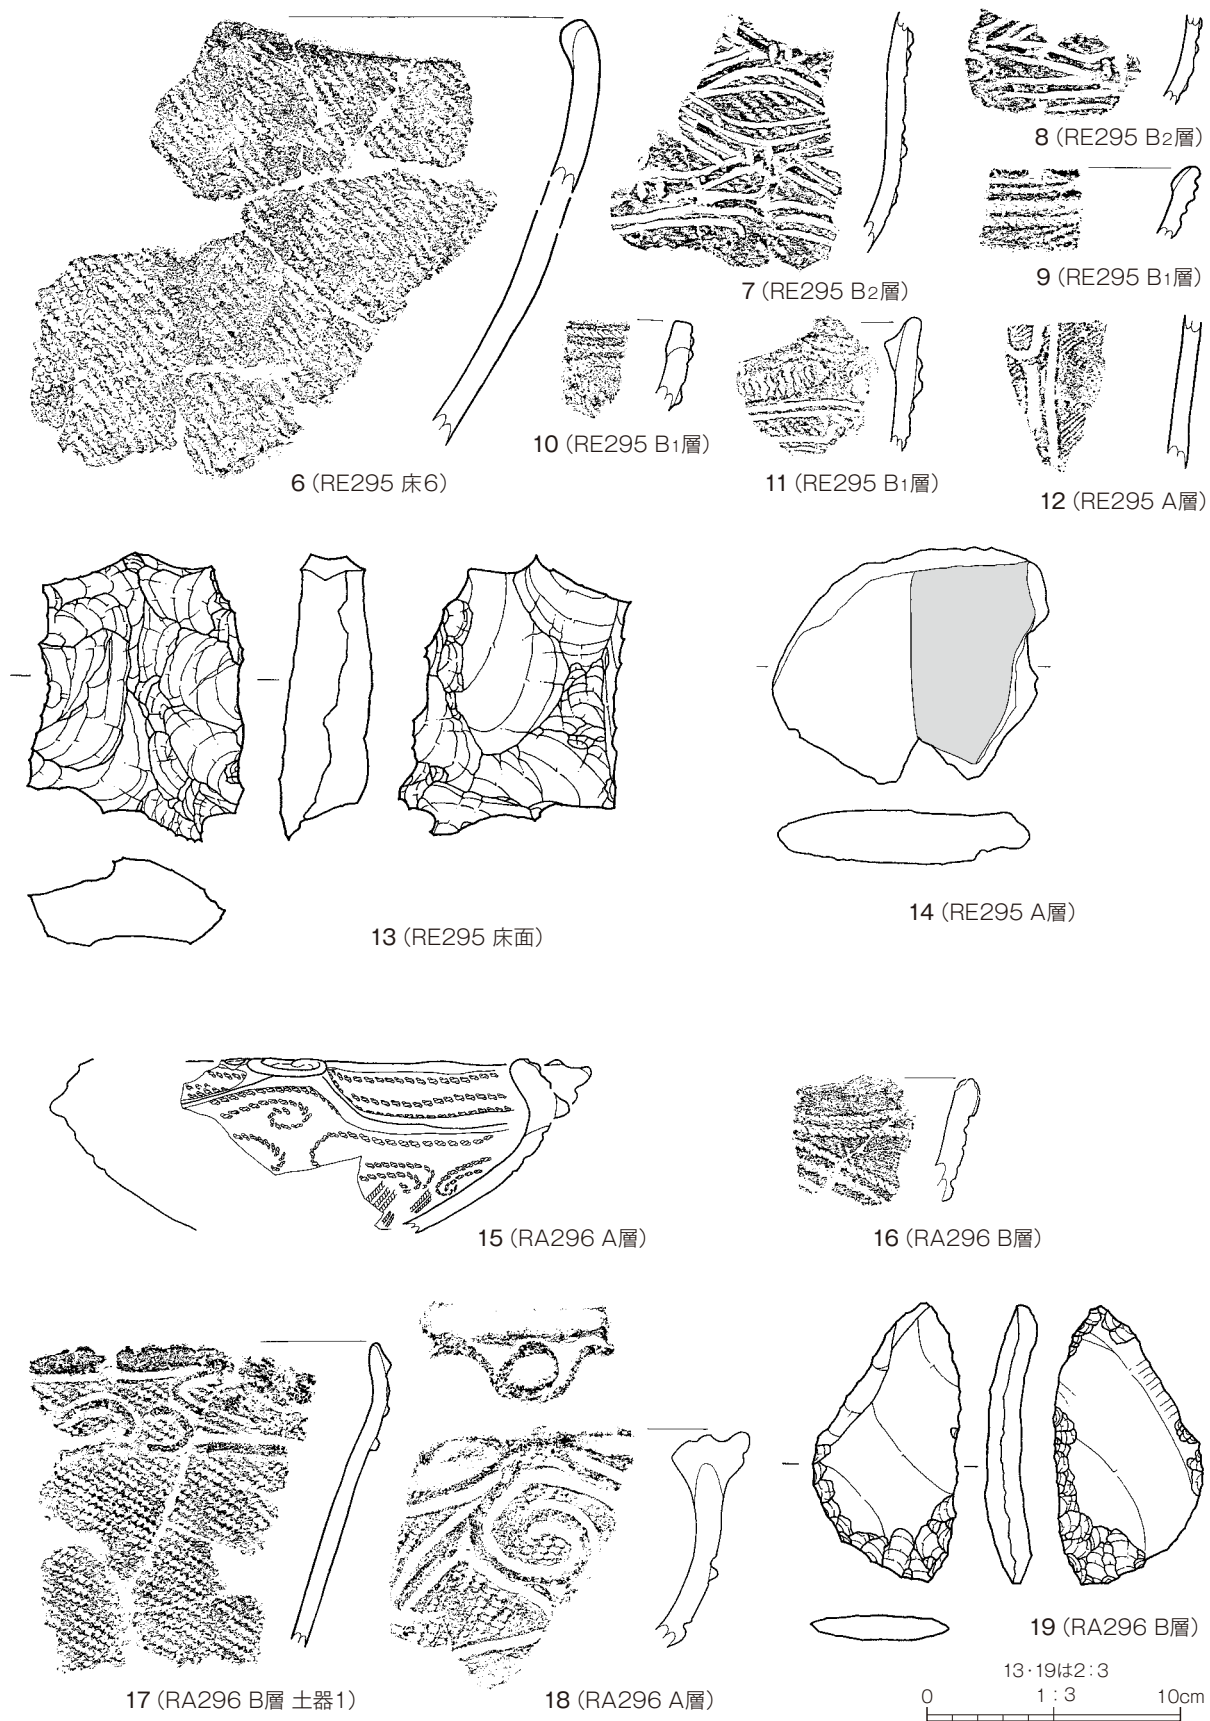 8 (RE295 B2層)
9 (RE295 B1層)
7 (RE295 B2層)
10 (RE295 B1層)
6 (RE295 床6)
11 (RE295 B1層)
12 (RE295 A層)
14 (RE295 A層)
13 (RE295 床面)
15 (RA296 A層)
16 (RA296 B層)
19 (RA296 B層)
13・19は2:3
17 (RA296 B層 土器1)
18 (RA296 A層)
0 1:3 10cm